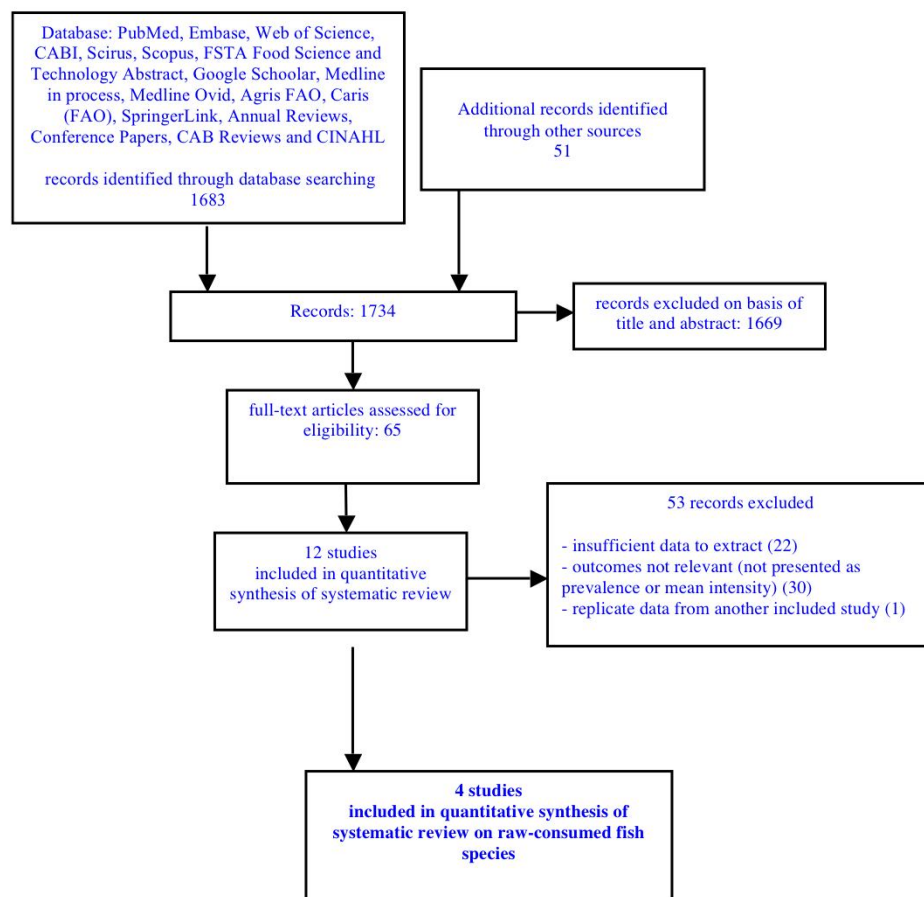 Database: PubMed, Embase, Web of Science,
CABI, Scirus, Scopus, FSTA Food Science and
Technology Abstract, Google Schoolar, Medline
in process, Medline Ovid, Agris FAO, Caris
(FAO), SpringerLink, Annual Reviews,
Conference Papers, CAB Reviews and CINAHL
records identified through database searching
1683
Additional records identified
through other sources
51
Records: 1734
records excluded on basis of
title and abstract: 1669
full-text articles assessed for
eligibility: 65
12 studies
included in quantitative
synthesis of systematic review
53 records excluded
- insufficient data to extract (22)
- outcomes not relevant (not presented as
prevalence or mean intensity) (30)
- replicate data from another included study (1)
4 studies
included in quantitative synthesis of
systematic review on raw-consumed fish
species